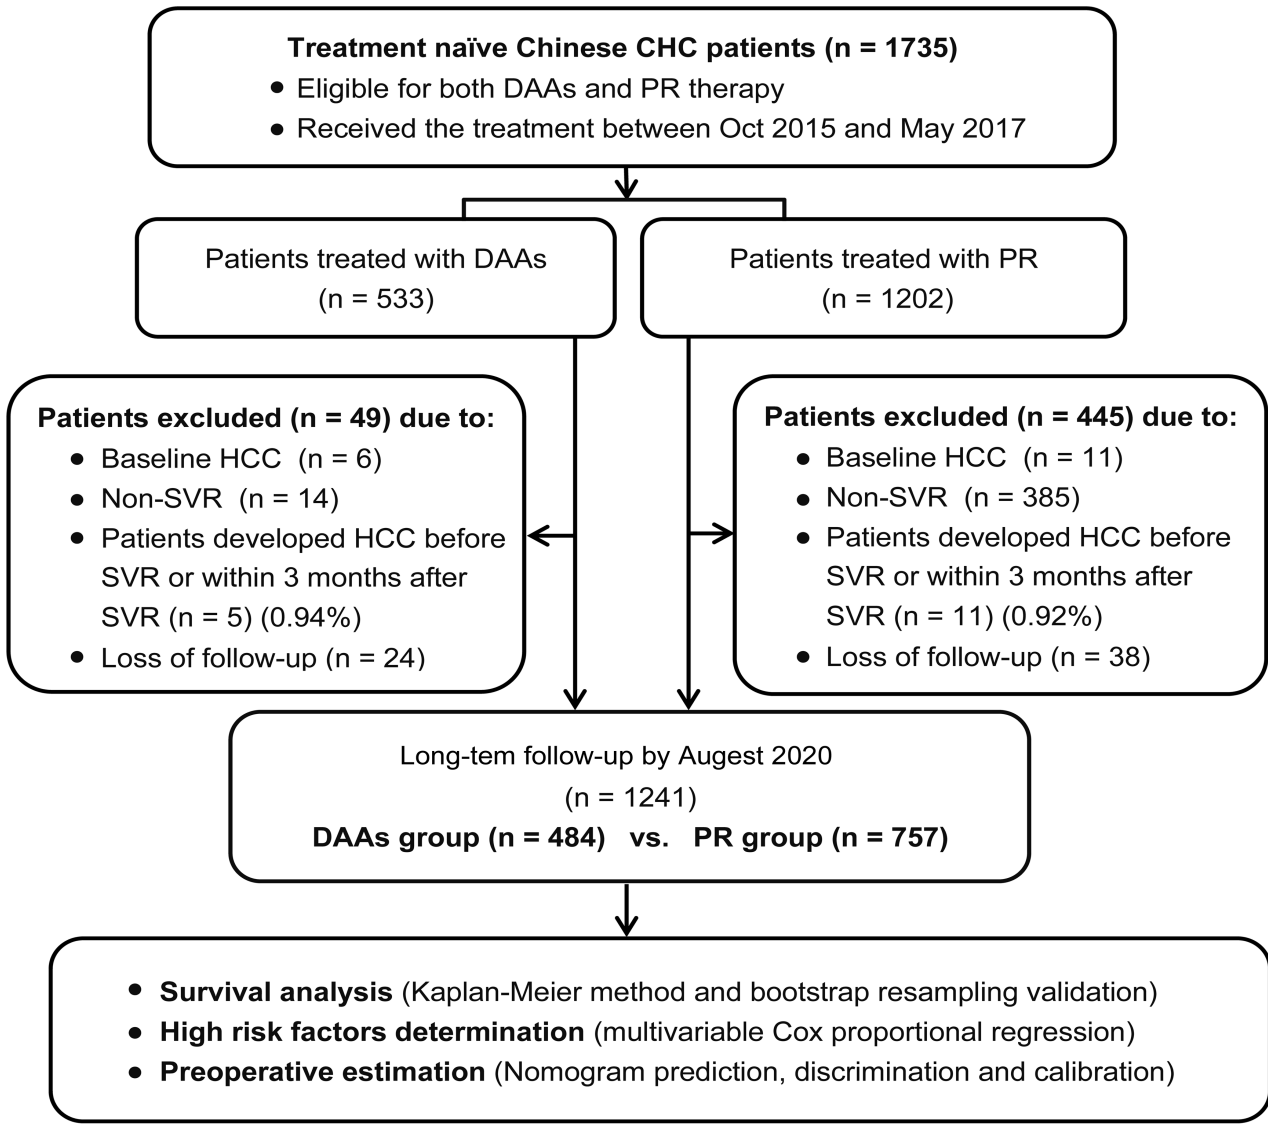 Treatment naïve Chinese CHC patients (n = 1735)
• Eligible for both DAAs and PR therapy
• Received the treatment between Oct 2015 and May 2017
Patients treated with DAAs
(n = 533)
Patients treated with PR
(n = 1202)
Patients excluded (n = 49) due to:
• Baseline HCC (n = 6)
• Non-SVR (n = 14)
• Patients developed HCC before
SVR or within 3 months after
SVR (n = 5) (0.94%)
• Loss of follow-up (n = 24)
Patients excluded (n = 445) due to:
• Baseline HCC (n = 11)
• Non-SVR (n = 385)
• Patients developed HCC before
SVR or within 3 months after
SVR (n = 11) (0.92%)
• Loss of follow-up (n = 38)
Long-tem follow-up by Augest 2020
(n = 1241)
DAAs group (n = 484) vs. PR group (n = 757)
• Survival analysis (Kaplan-Meier method and bootstrap resampling validation)
• High risk factors determination (multivariable Cox proportional regression)
• Preoperative estimation (Nomogram prediction, discrimination and calibration)